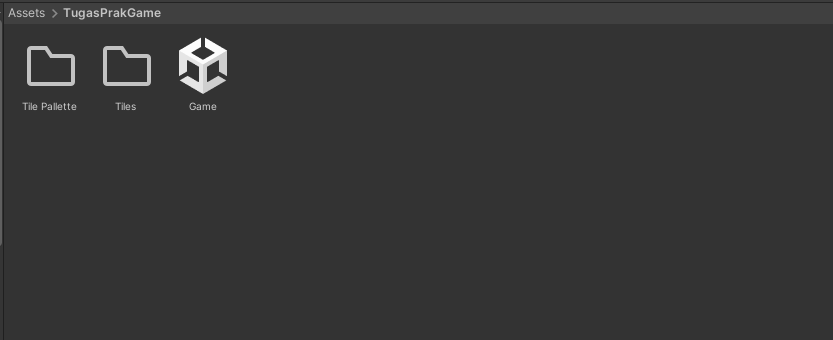 Assets > TugasPrakGame
Tile Pallette Tiles Game